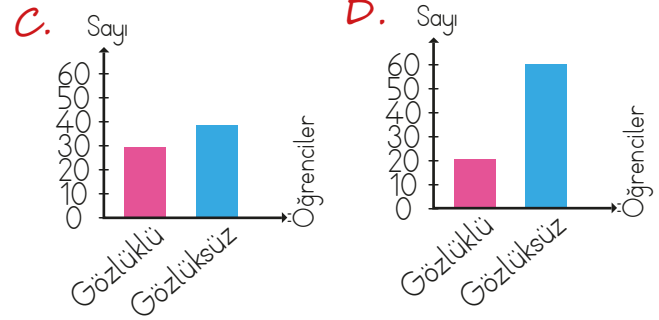 C.
Sayı
60
50
40
30
20
10
0
Gözlüklü
Gözlüksüz
Öğrenciler
D.
Sayı
60
50
40
30
20
10
0
Gözlüklü
Gözlüksüz
Öğrenciler